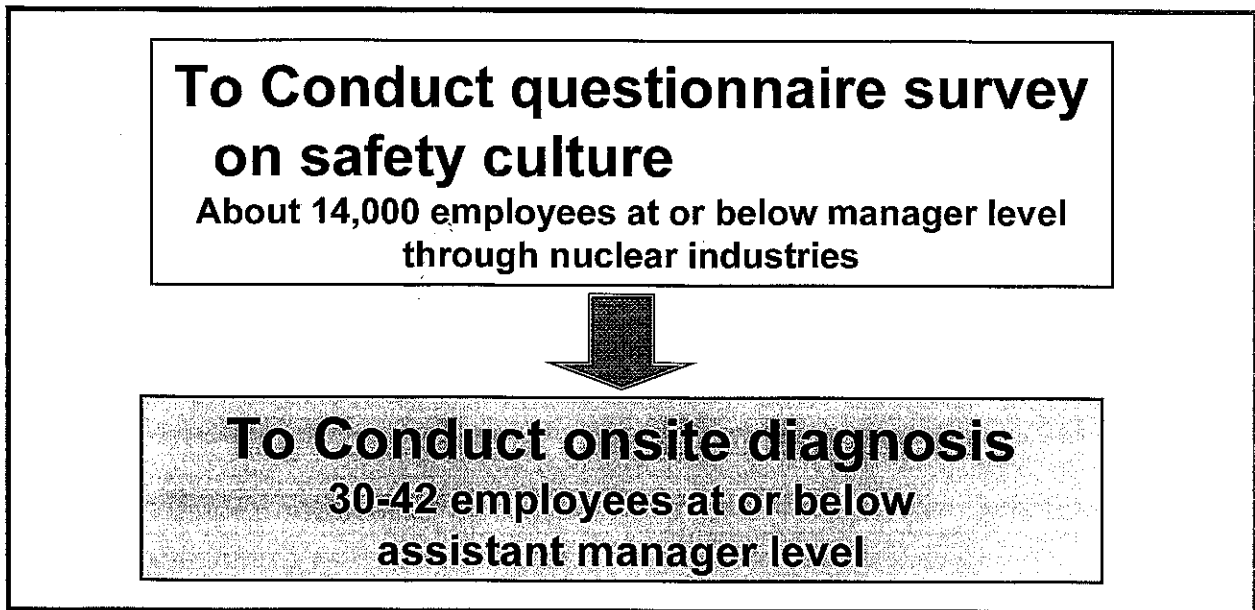 To Conduct questionnaire survey
on safety culture
About 14,000 employees at or below manager level
through nuclear industries
To Conduct onsite diagnosis
30-42 employees at or below
assistant manager level